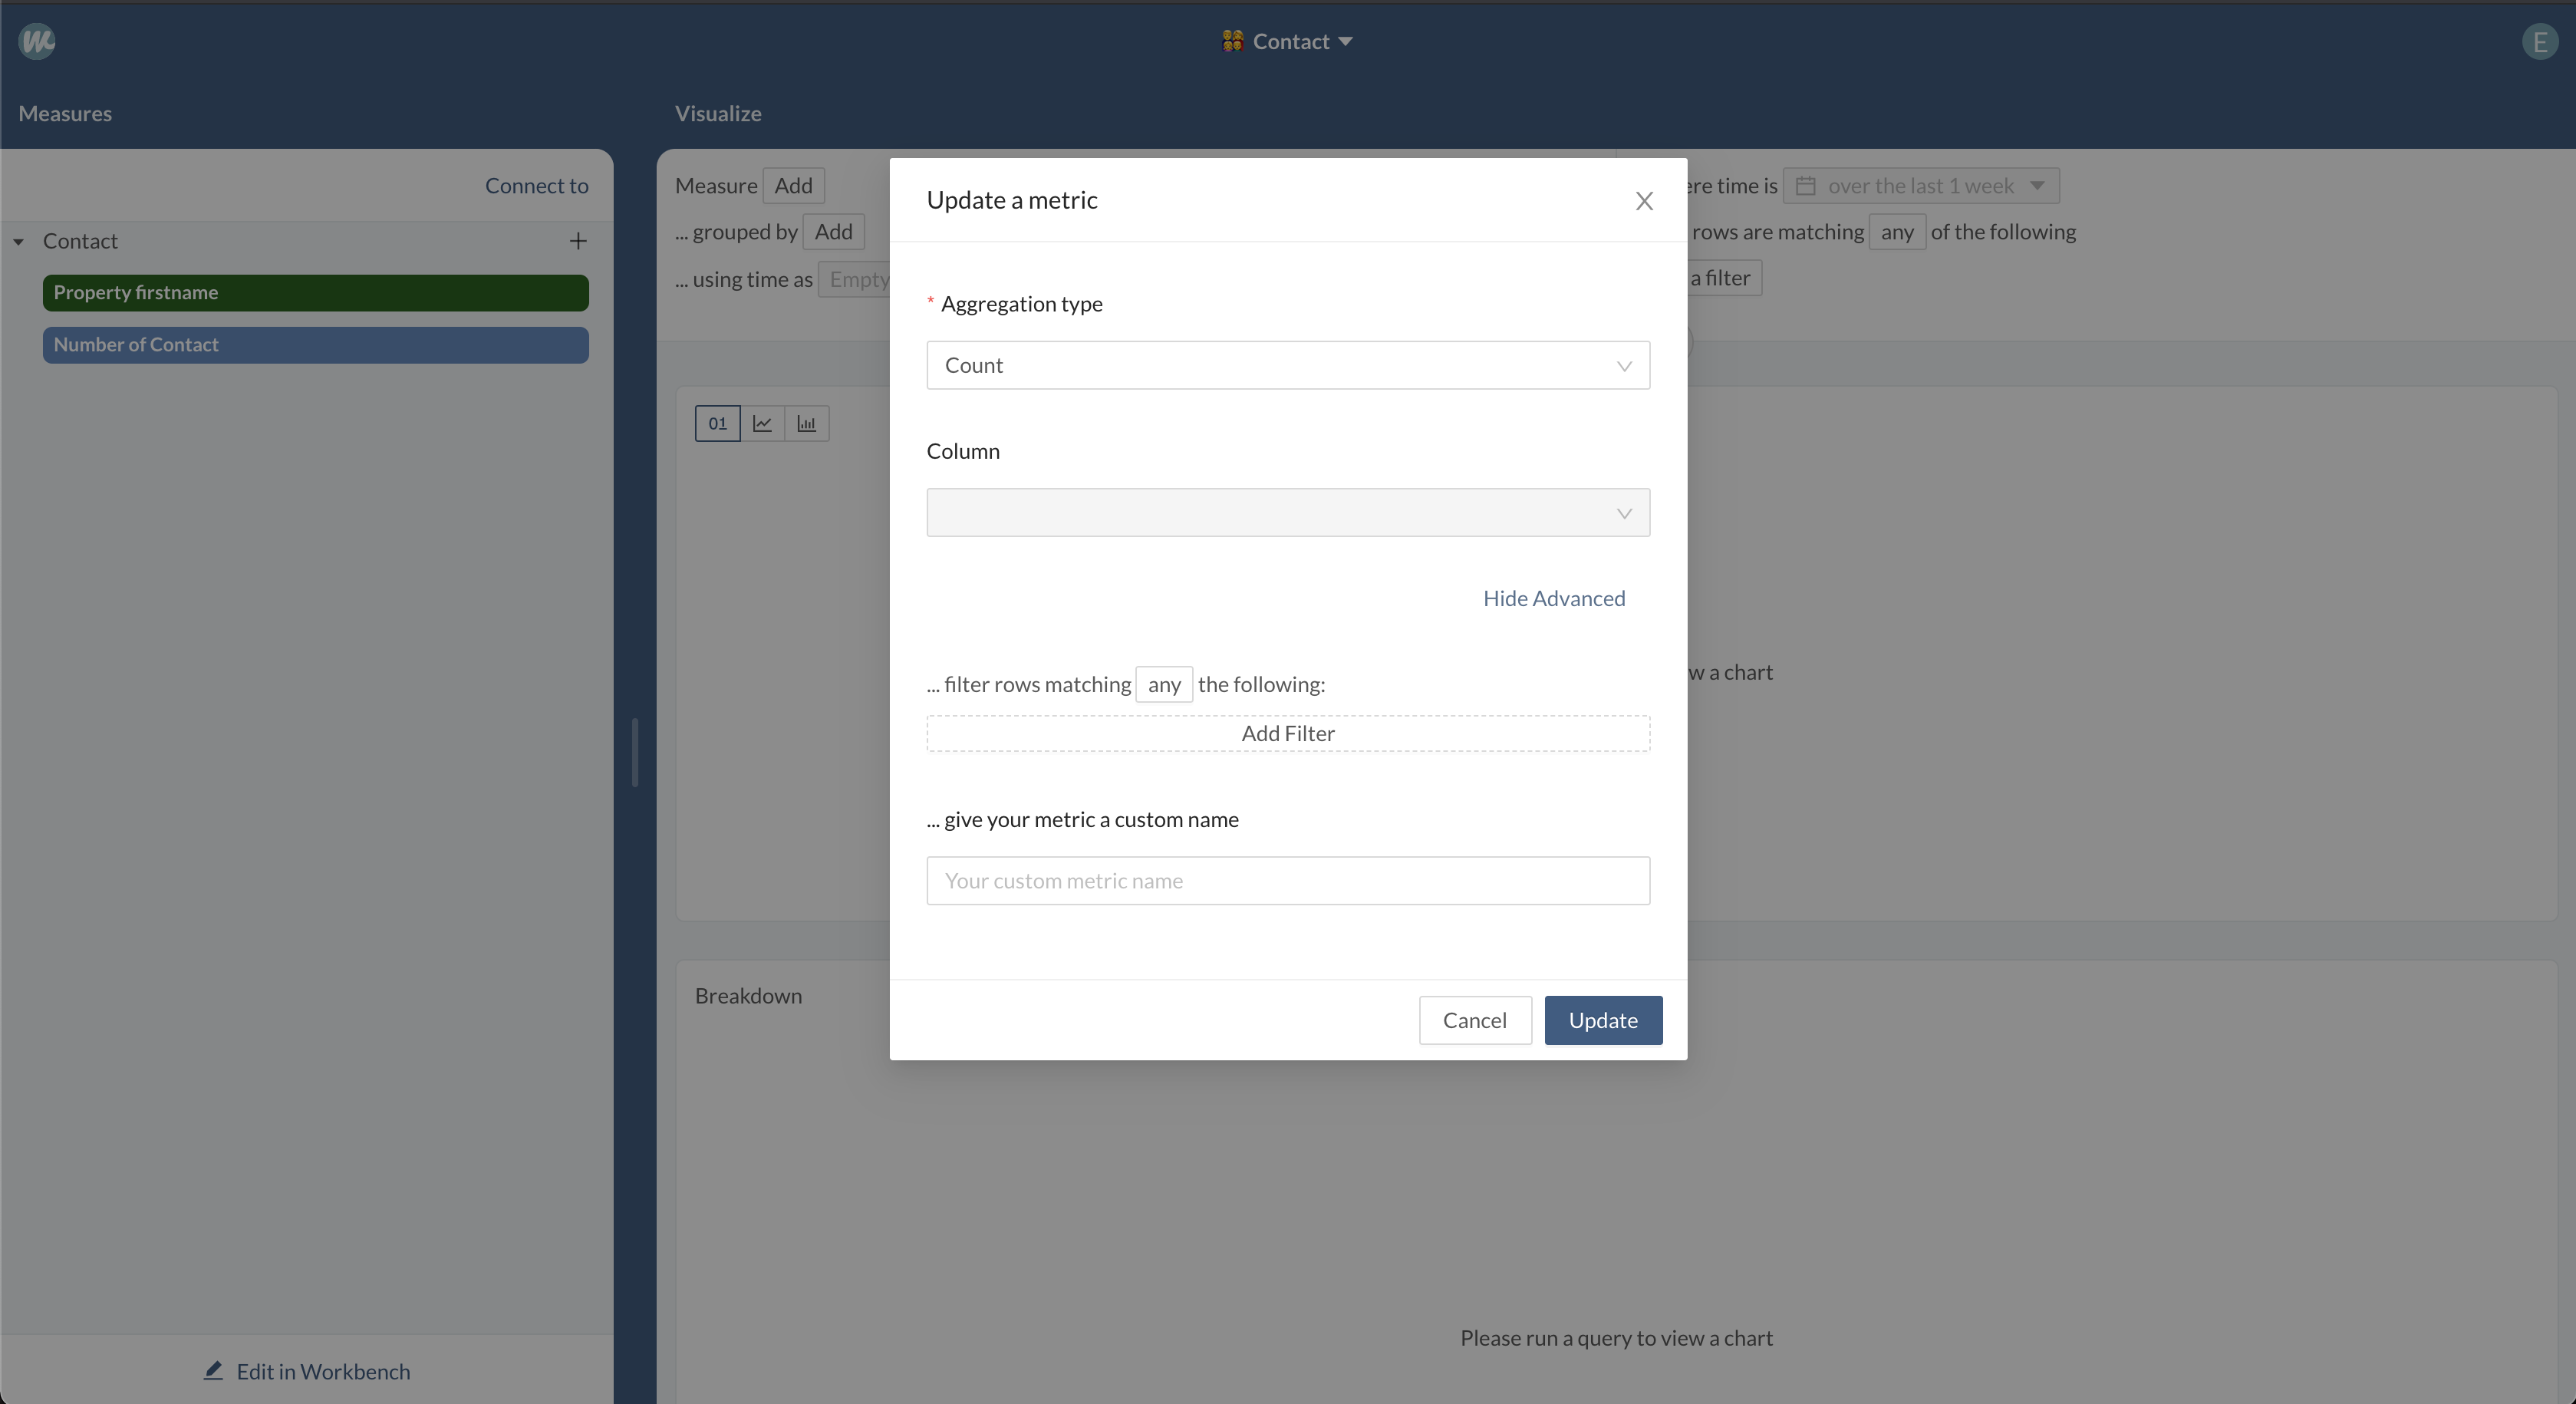 Contact
E
Measures
Visualize
Connect to
Contact
Property firstname
Number of Contact
Edit in Workbench
Measure Add
... grouped by Add
... using time as Empty
time is over the last 1 week
rows are matching any of the following
a filter
01
a chart
Breakdown
Please run a query to view a chart
Update a metric
* Aggregation type
Count
Column
Hide Advanced
... filter rows matching any the following:
Add Filter
... give your metric a custom name
Your custom metric name
Cancel
Update